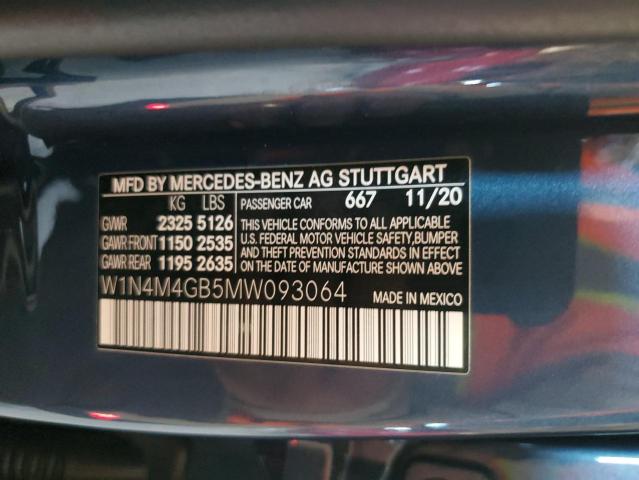 MFD BY MERCEDES-BENZ AG STUTTGART
KG LBS PASSENGER CAR 667 11/20
GVWR 2325 5126 THIS VEHICLE CONFORMS TO ALL APPLICABLE
GAWR FRONT 1150 2535 U.S. FEDERAL MOTOR VEHICLE SAFETY, BUMPER
GAWR REAR 1195 2635 AND THEFT PREVENTION STANDARDS IN EFFECT
ON THE DATE OF MANUFACTURE SHOWN ABOVE.
W1N4M4GB5MW093064 MADE IN MEXICO